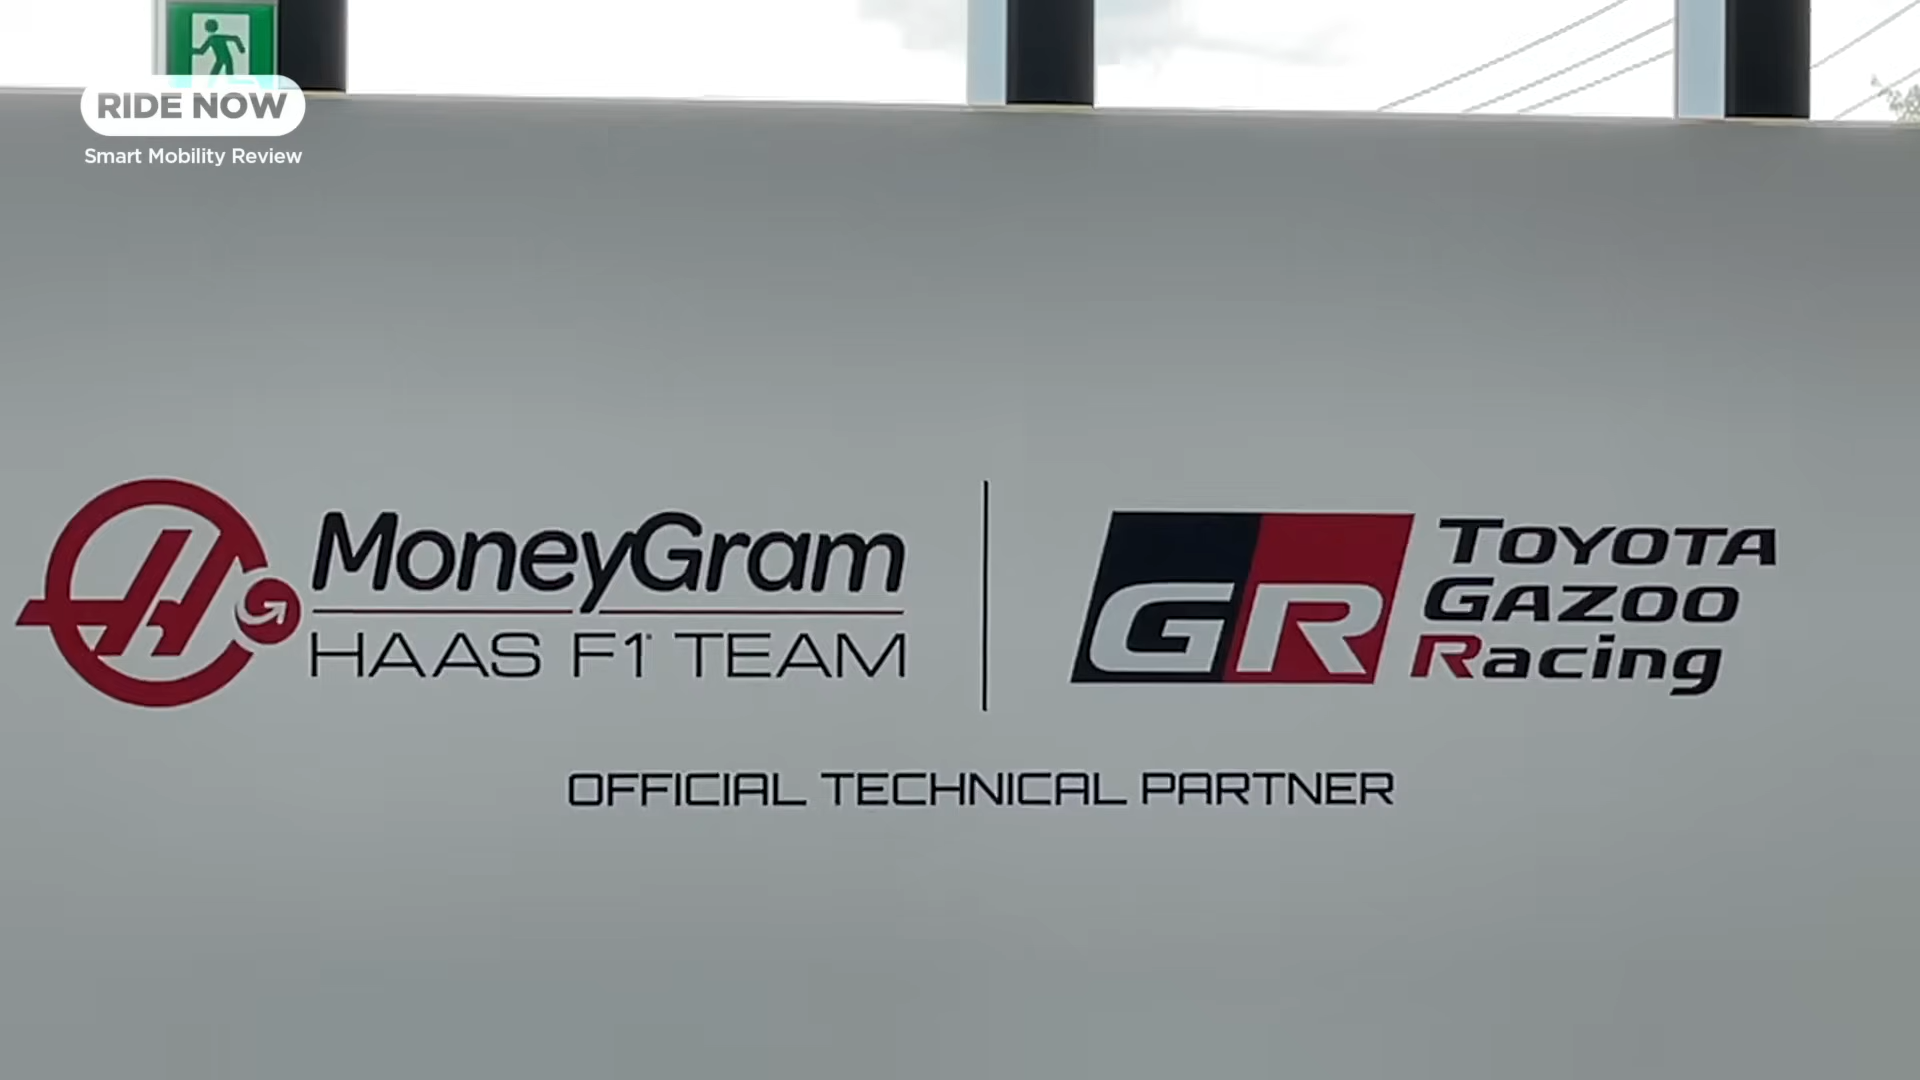 RIDE NOW
Smart Mobility Review
MoneyGram
HAAS F1 TEAM
GR
TOYOTA
GAZOO
Racing
OFFICIAL TECHNICAL PARTNER